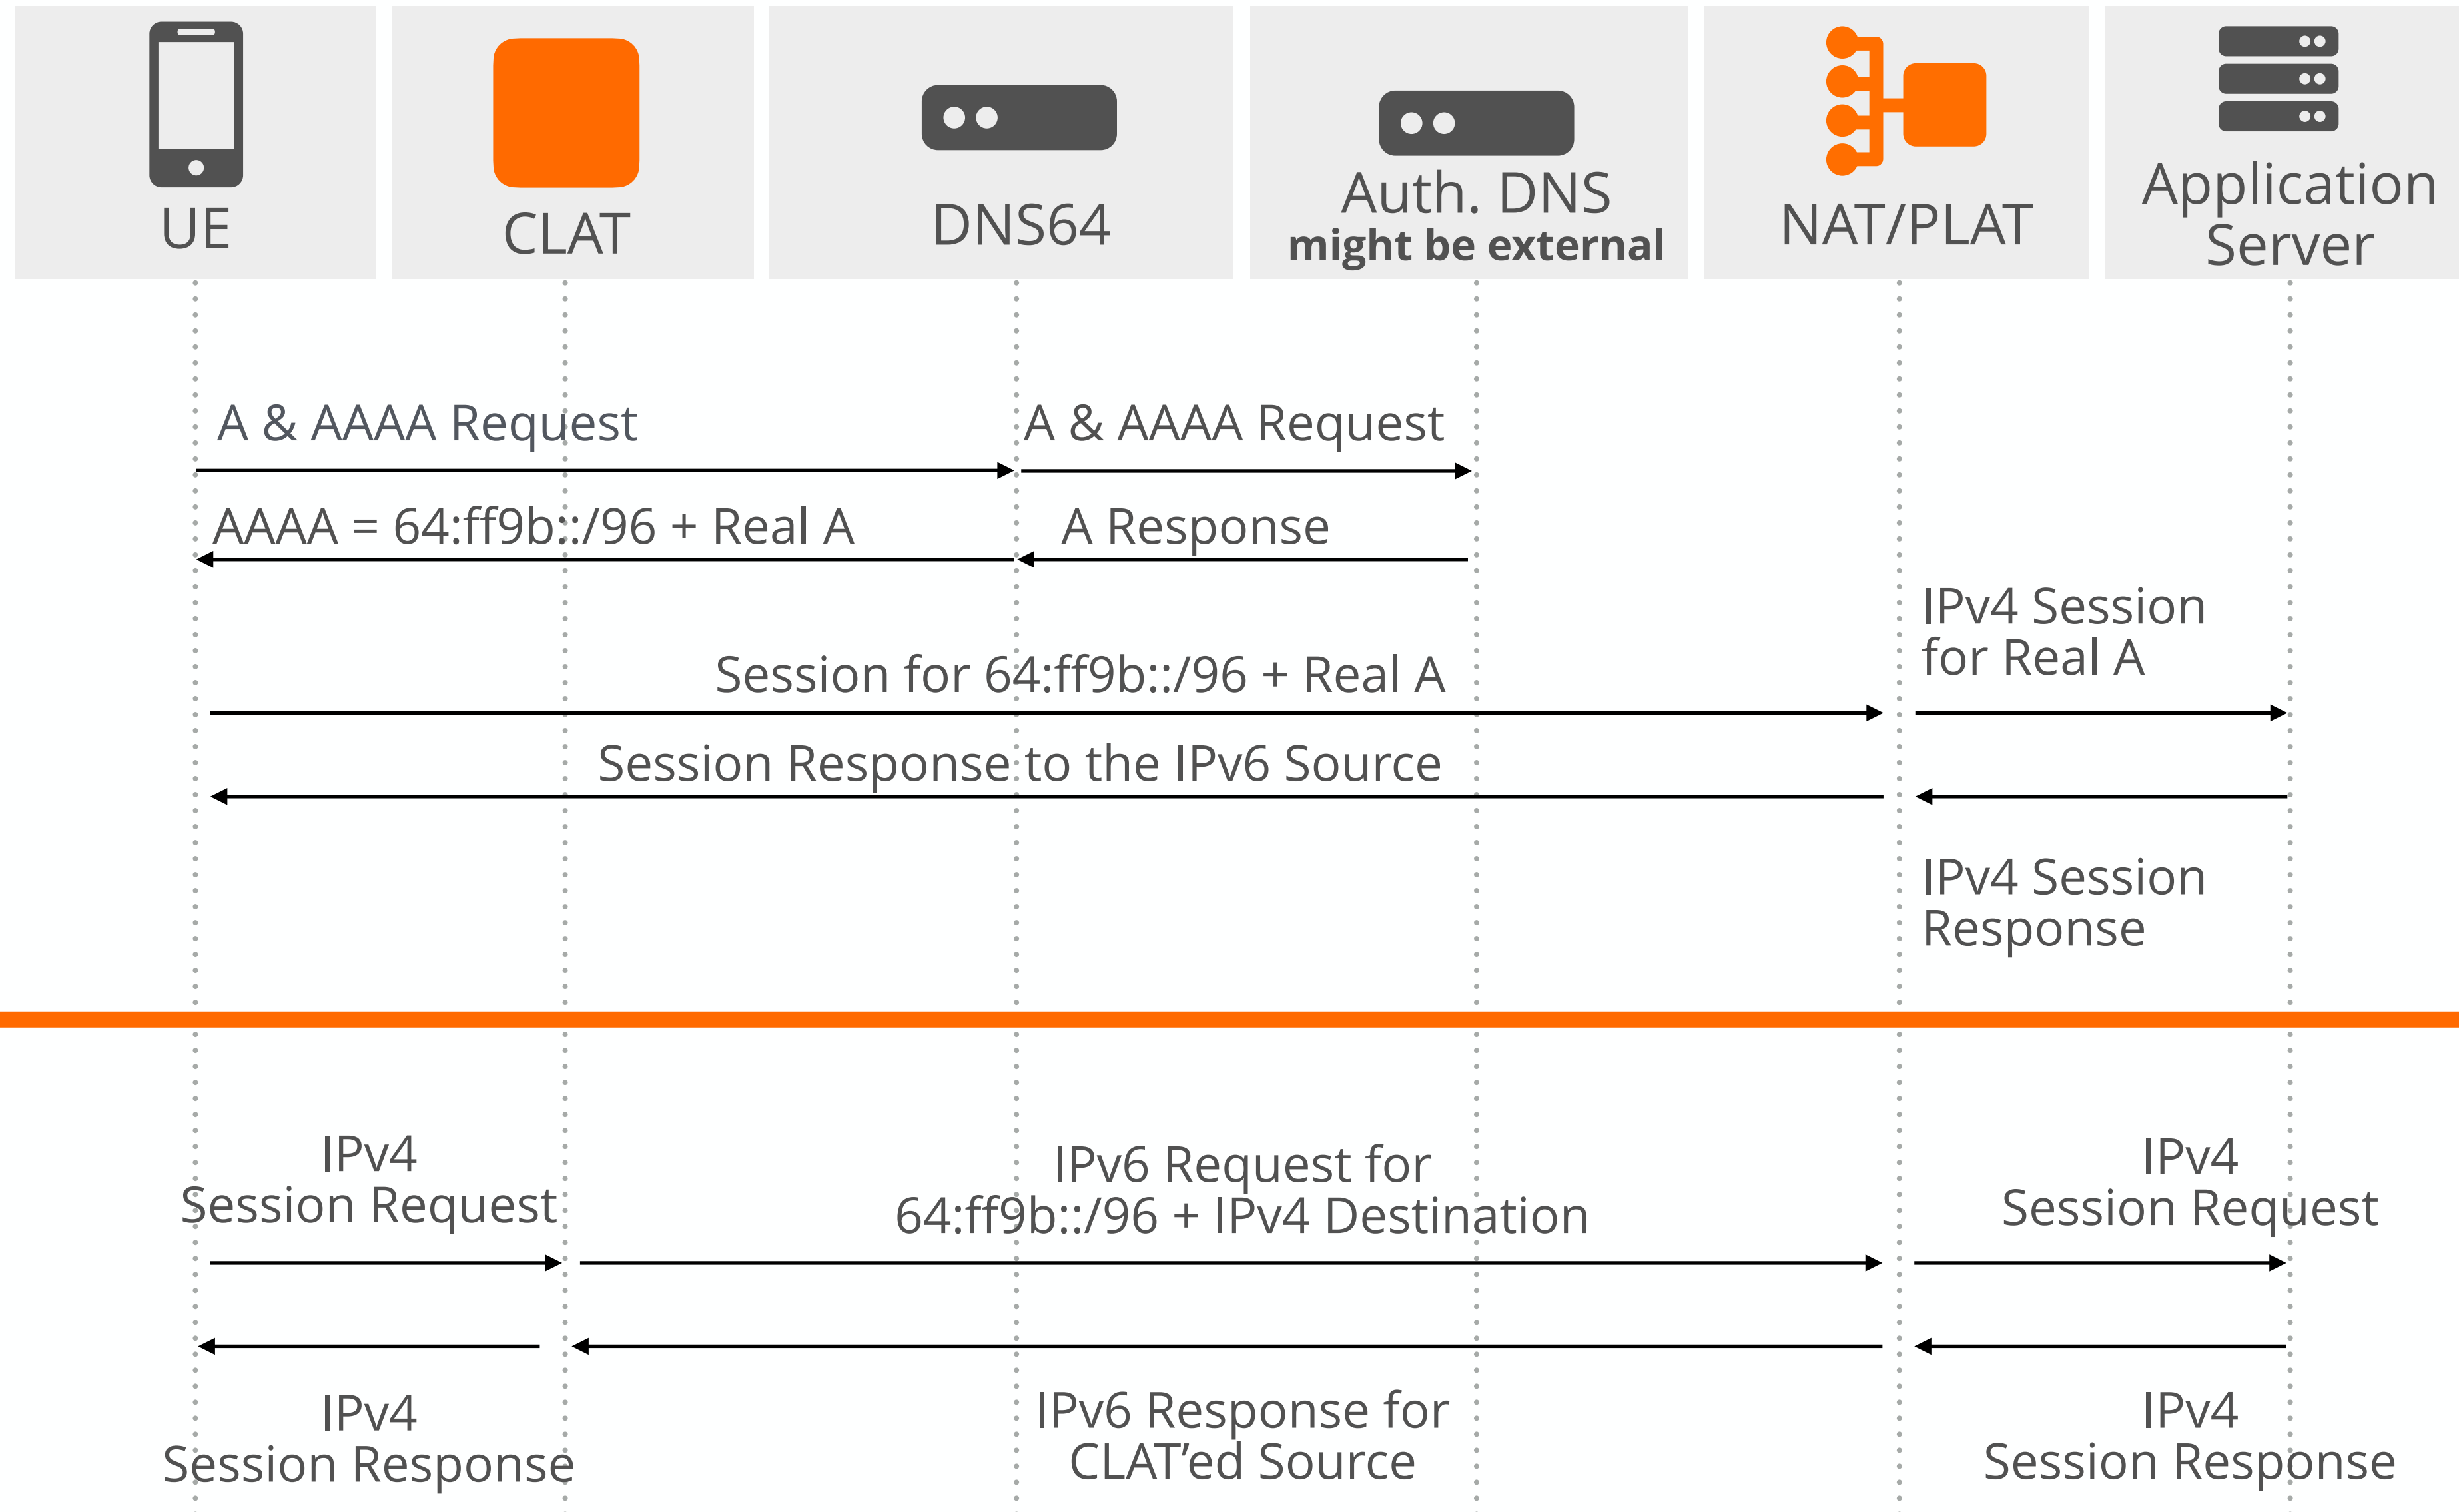 UE
CLAT
DNS64
Auth. DNS
might be external
NAT/PLAT
Application
Server
A & AAAA Request
A & AAAA Request
AAAA = 64:ff9b::/96 + Real A
A Response
IPv4 Session
for Real A
Session for 64:ff9b::/96 + Real A
Session Response to the IPv6 Source
IPv4 Session
Response
IPv4
Session Request
IPv6 Request for
64:ff9b::/96 + IPv4 Destination
IPv4
Session Request
IPv4
Session Response
IPv6 Response for
CLAT’ed Source
IPv4
Session Response